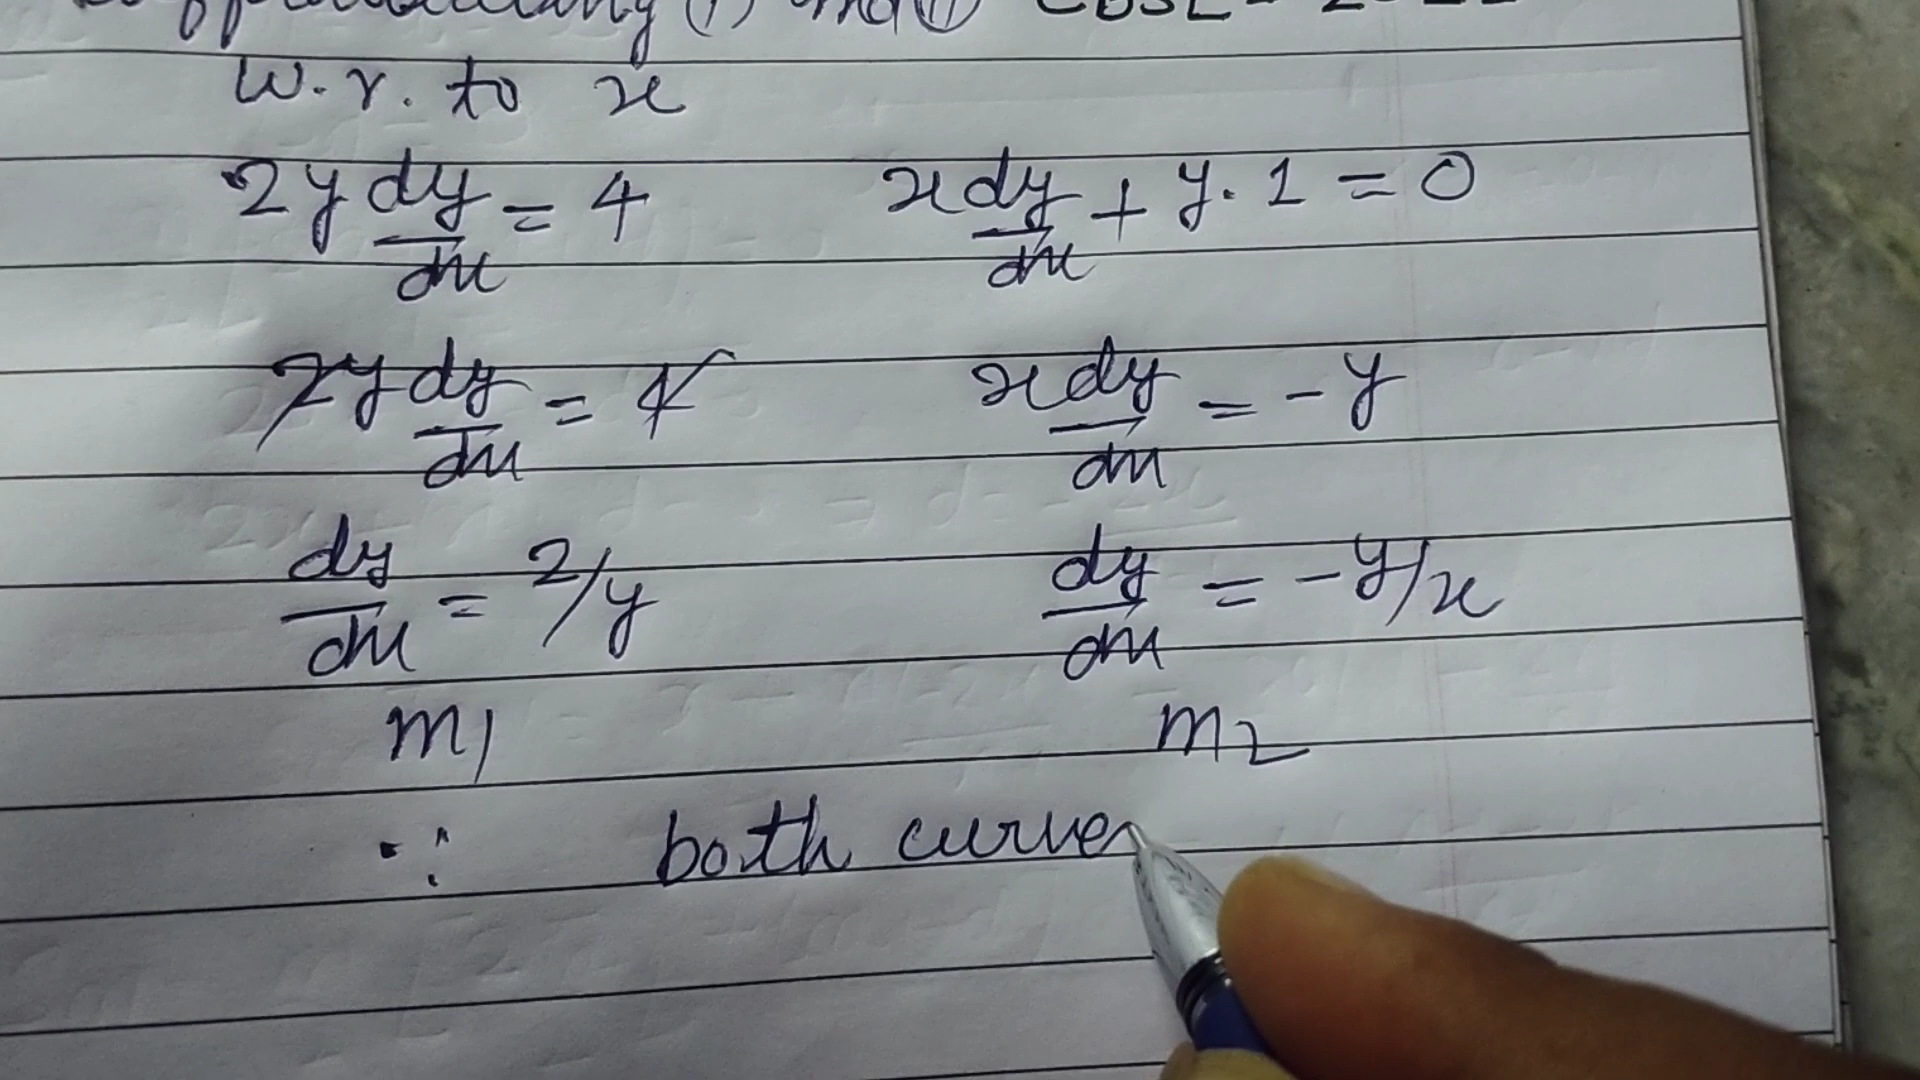 w.r. to x
2y dy/dx = 4 x dy/dx + y. 1 = 0
2y dy/dx = 4 x dy/dx = - y
dy/dx = 2/y dy/dx = - y/x
m1 m2
∵ both curve